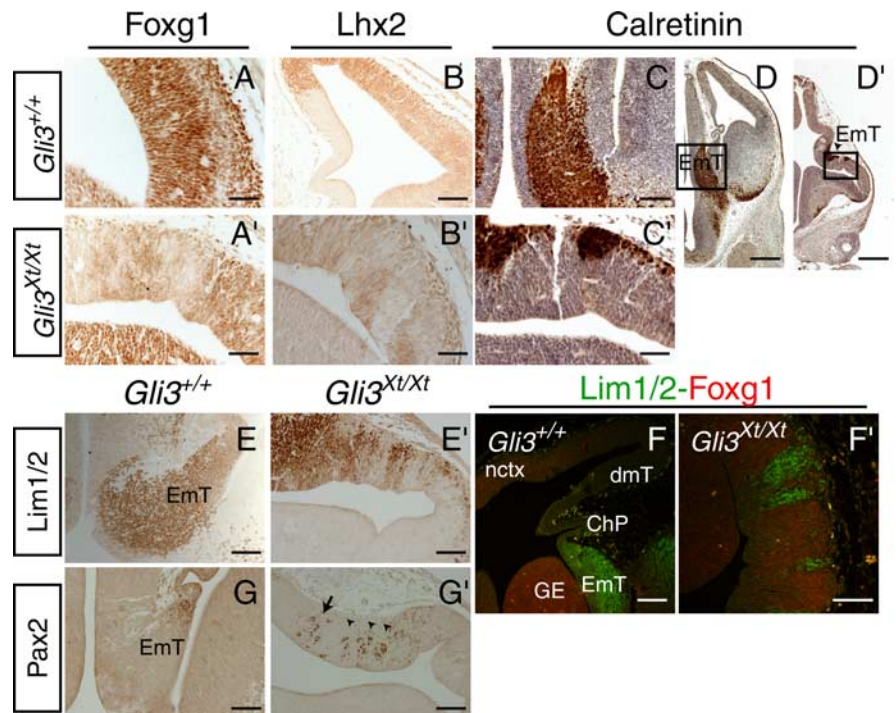 Foxg1 Lhx2 Calretinin
Gli3+/+ A B C D D'
EmT EmT
Gli3Xt/Xt A' B' C'
Gli3+/+ Gli3Xt/Xt Lim1/2-Foxg1
Lim1/2 E EmT E' Gli3+/+ F Gli3Xt/Xt F'
nctx dmT
ChP
GE EmT
Pax2 G EmT G'